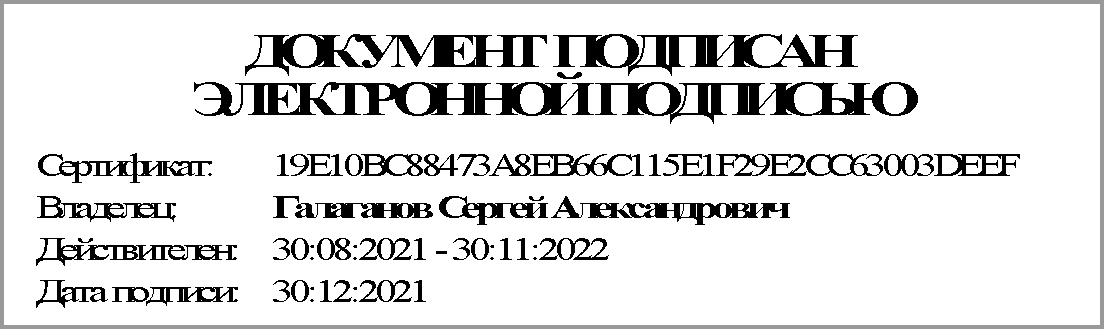 ДОКУМЕНТ ПОДПИСАН
ЭЛЕКТРОННОЙ ПОДПИСЬЮ
Сертификат: 19E10BC88473A8EB66C115E1F29E2CC63003DEEF
Владелец: Галаганов Сергей Александрович
Действителен: 30:08:2021 - 30:11:2022
Дата подписи: 30:12:2021